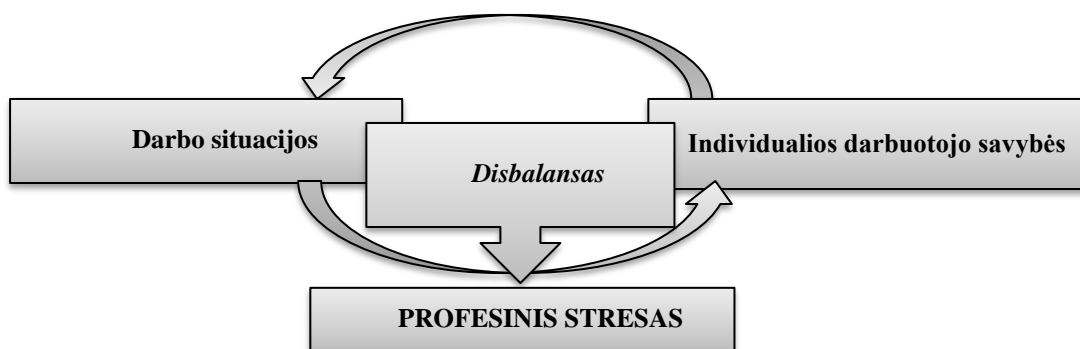 Darbo situacijos
Individualios darbuotojo savybės
Disbalansas
PROFESINIS STRESAS